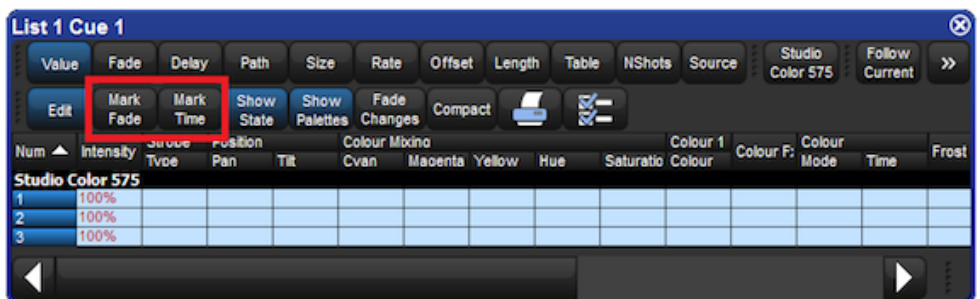 List 1 Cue 1
Value Fade Delay Path Size Rate Offset Length Table NShots Source Studio Color 575 Follow Current »
Edit Mark Fade Mark Time Show State Show Palettes Fade Changes Compact
Num Intensity Strobe Position Colour Mixing Colour 1 Colour F: Colour Frost
Type Pan Tilt Cyan Magenta Yellow Hue Saturatio Colour Mode Time
Studio Color 575
1 100%
2 100%
3 100%